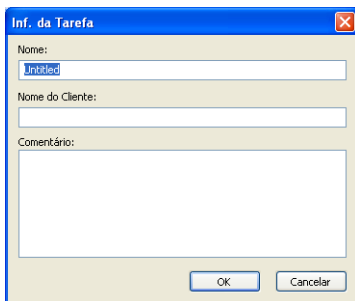 Inf. da Tarefa
Nome:
Untitled
Nome do Cliente:
Comentário:
OK
Cancelar